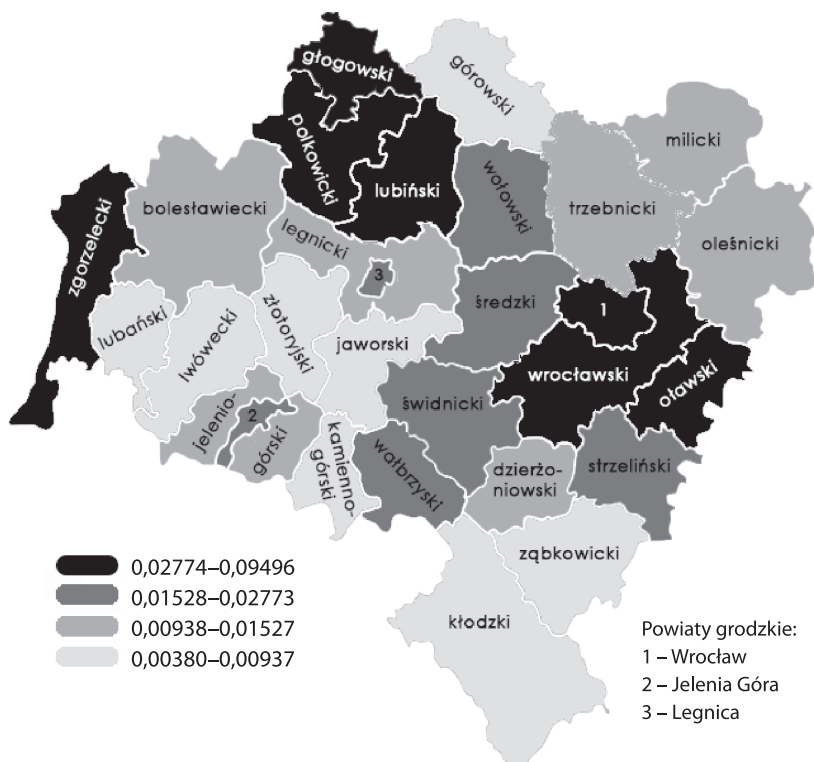 głogowski
górowski
polkowicki
lubiński
milicki
wołowski
trzebnicki
bolesławiecki
legnicki
oleśnicki
zgorzelecki
3
średzki
1
lubański
lwówecki
złotoryjski
jaworski
wrocławski
oławski
jelenio-
górski
2
świdnicki
kamienno-
górski
wałbrzyski
dzierżo-
niowski
strzeliński
ząbkowicki
kłodzki
0,02774–0,09496
0,01528–0,02773
0,00938–0,01527
0,00380–0,00937
Powiaty grodzkie:
1 – Wrocław
2 – Jelenia Góra
3 – Legnica